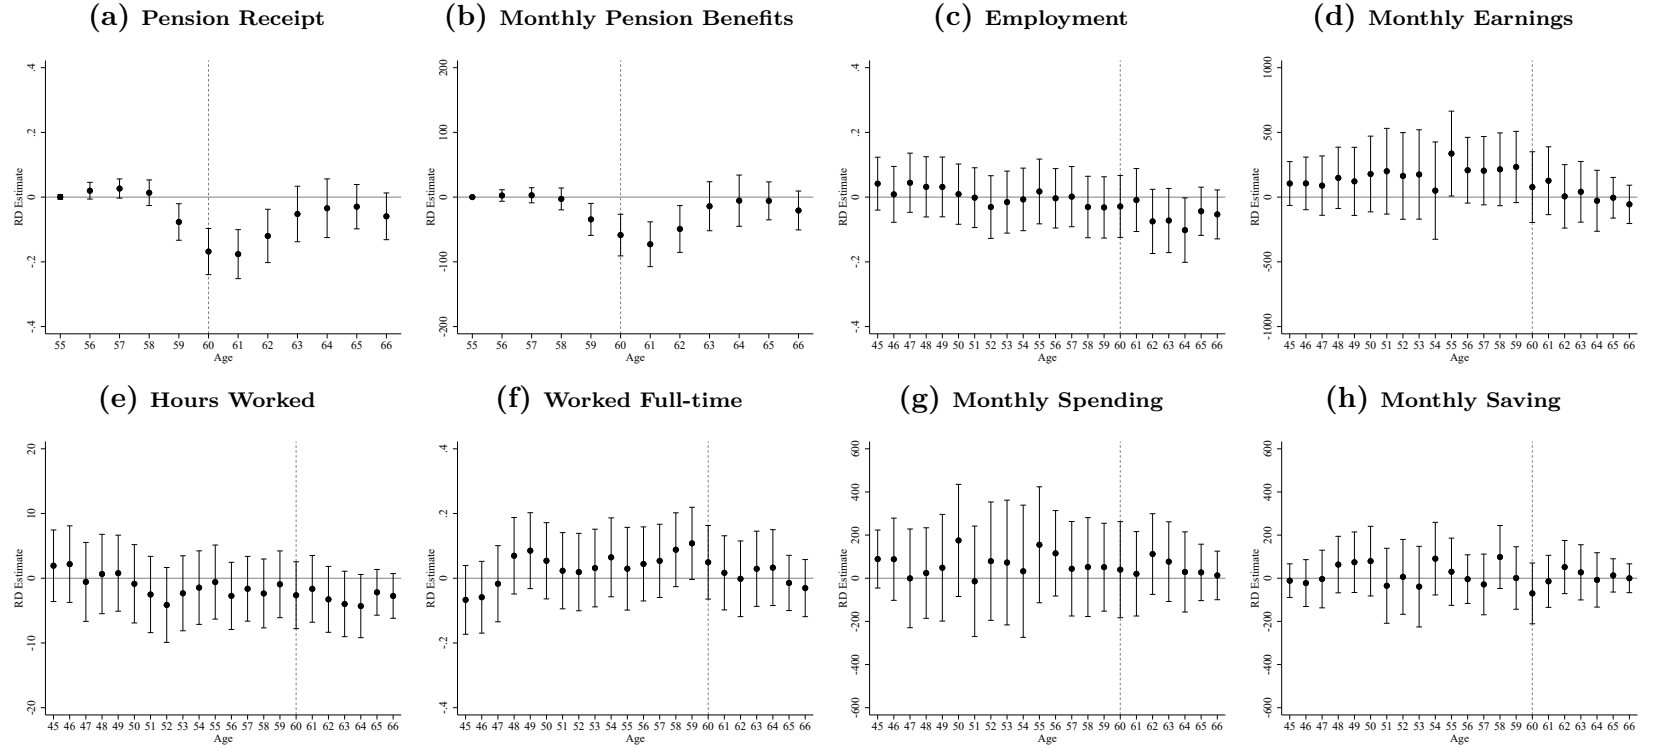 (a) Pension Receipt
(b) Monthly Pension Benefits
(c) Employment
(d) Monthly Earnings
RD Estimate
.4
.2
0
-.2
-.4
55 56 57 58 59 60 61 62 63 64 65 66
Age
RD Estimate
200
100
0
-100
-200
55 56 57 58 59 60 61 62 63 64 65 66
Age
RD Estimate
.4
.2
0
-.2
-.4
45 46 47 48 49 50 51 52 53 54 55 56 57 58 59 60 61 62 63 64 65 66
Age
RD Estimate
1000
500
0
-500
-1000
45 46 47 48 49 50 51 52 53 54 55 56 57 58 59 60 61 62 63 64 65 66
Age
(e) Hours Worked
(f) Worked Full-time
(g) Monthly Spending
(h) Monthly Saving
RD Estimate
20
10
0
-10
-20
45 46 47 48 49 50 51 52 53 54 55 56 57 58 59 60 61 62 63 64 65 66
Age
RD Estimate
.4
.2
0
-.2
-.4
45 46 47 48 49 50 51 52 53 54 55 56 57 58 59 60 61 62 63 64 65 66
Age
RD Estimate
600
400
200
0
-200
-400
-600
45 46 47 48 49 50 51 52 53 54 55 56 57 58 59 60 61 62 63 64 65 66
Age
RD Estimate
600
400
200
0
-200
-400
-600
45 46 47 48 49 50 51 52 53 54 55 56 57 58 59 60 61 62 63 64 65 66
Age